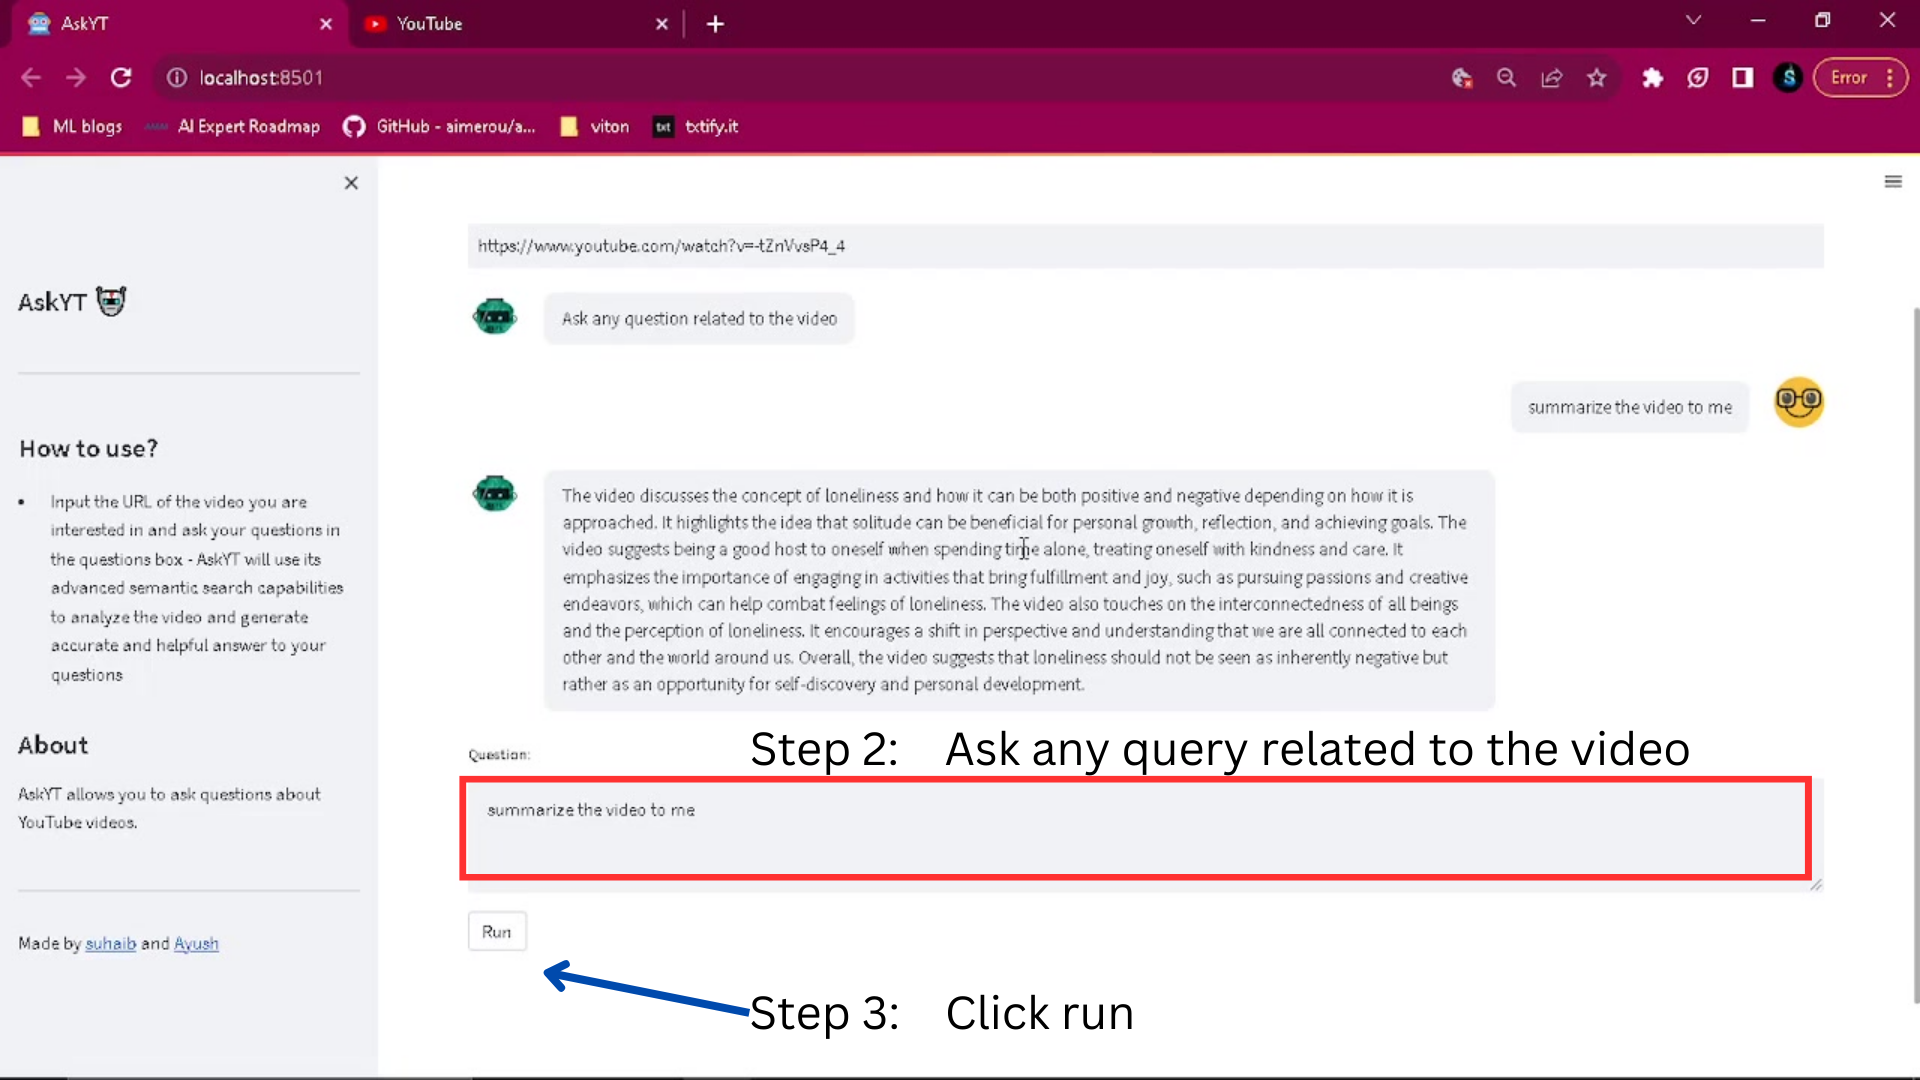 AskYT
YouTube
localhost:8501
Error
ML blogs
AI Expert Roadmap
GitHub - aimerou/a...
viton
txt
txtify.it
AskYT
How to use?
Input the URL of the video you are
interested in and ask your questions in
the questions box - AskYT will use its
advanced semantic search capabilities
to analyze the video and generate
accurate and helpful answer to your
questions
About
AskYT allows you to ask questions about
YouTube videos.
Made by suhaib and Ayush
https://www.youtube.com/watch?v=-tZnVvsP4_4
Ask any question related to the video
summarize the video to me
The video discusses the concept of loneliness and how it can be both positive and negative depending on how it is
approached. It highlights the idea that solitude can be beneficial for personal growth, reflection, and achieving goals. The
video suggests being a good host to oneself when spending time alone, treating oneself with kindness and care. It
emphasizes the importance of engaging in activities that bring fulfillment and joy, such as pursuing passions and creative
endeavors, which can help combat feelings of loneliness. The video also touches on the interconnectedness of all beings
and the perception of loneliness. It encourages a shift in perspective and understanding that we are all connected to each
other and the world around us. Overall, the video suggests that loneliness should not be seen as inherently negative but
rather as an opportunity for self-discovery and personal development.
Question:
Step 2: Ask any query related to the video
summarize the video to me
Run
Step 3: Click run